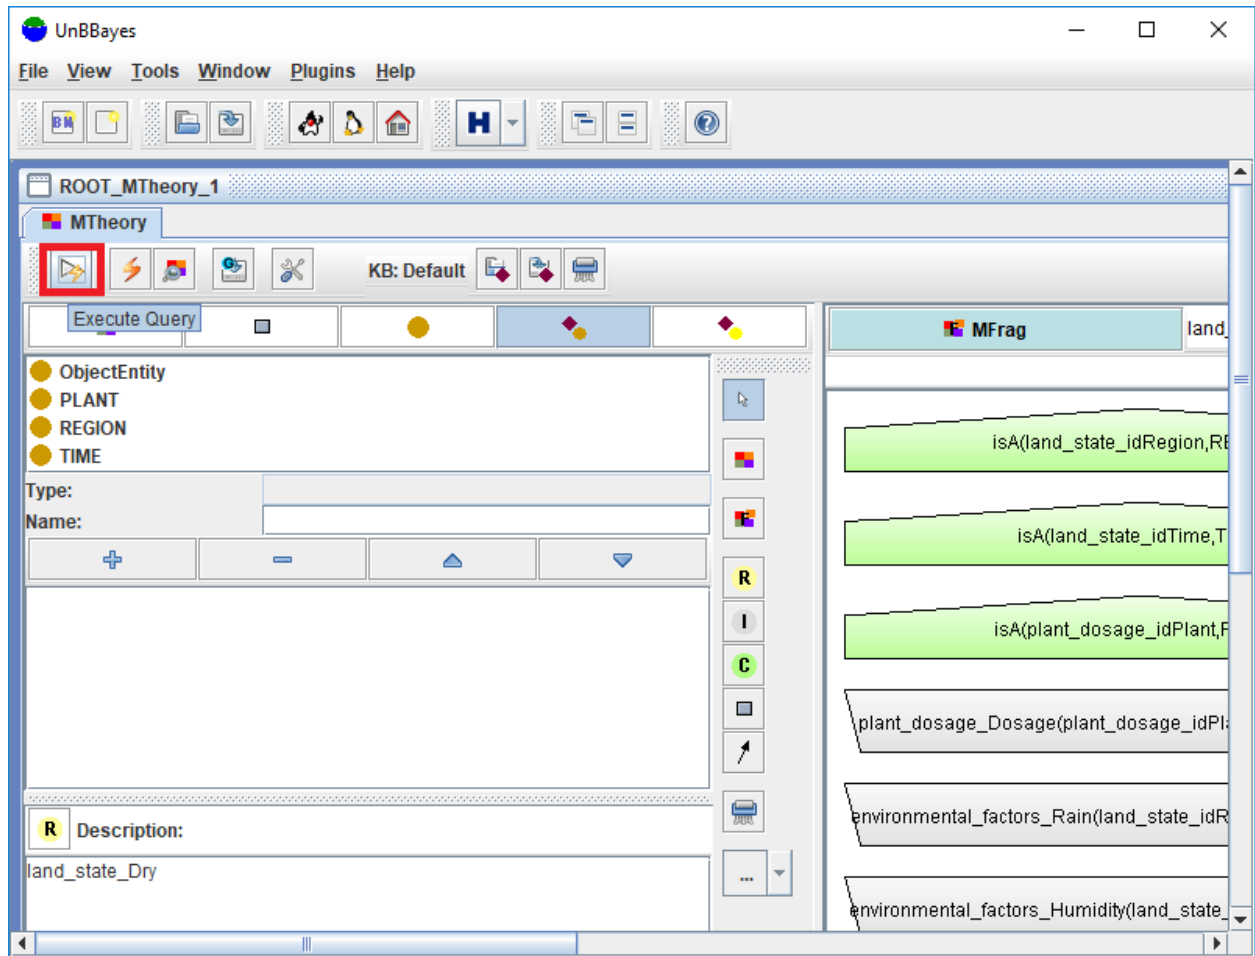 UnBBayes
File View Tools Window Plugins Help
BN
H
ROOT_MTheory_1
MTheory
KB: Default
Execute Query
MFrag
land_
ObjectEntity
PLANT
REGION
TIME
Type:
Name:
R
I
C
isA(land_state_idRegion,RE
isA(land_state_idTime,T
isA(plant_dosage_idPlant,P
plant_dosage_Dosage(plant_dosage_idPla
environmental_factors_Rain(land_state_idR
environmental_factors_Humidity(land_state_
R Description:
land_state_Dry
...